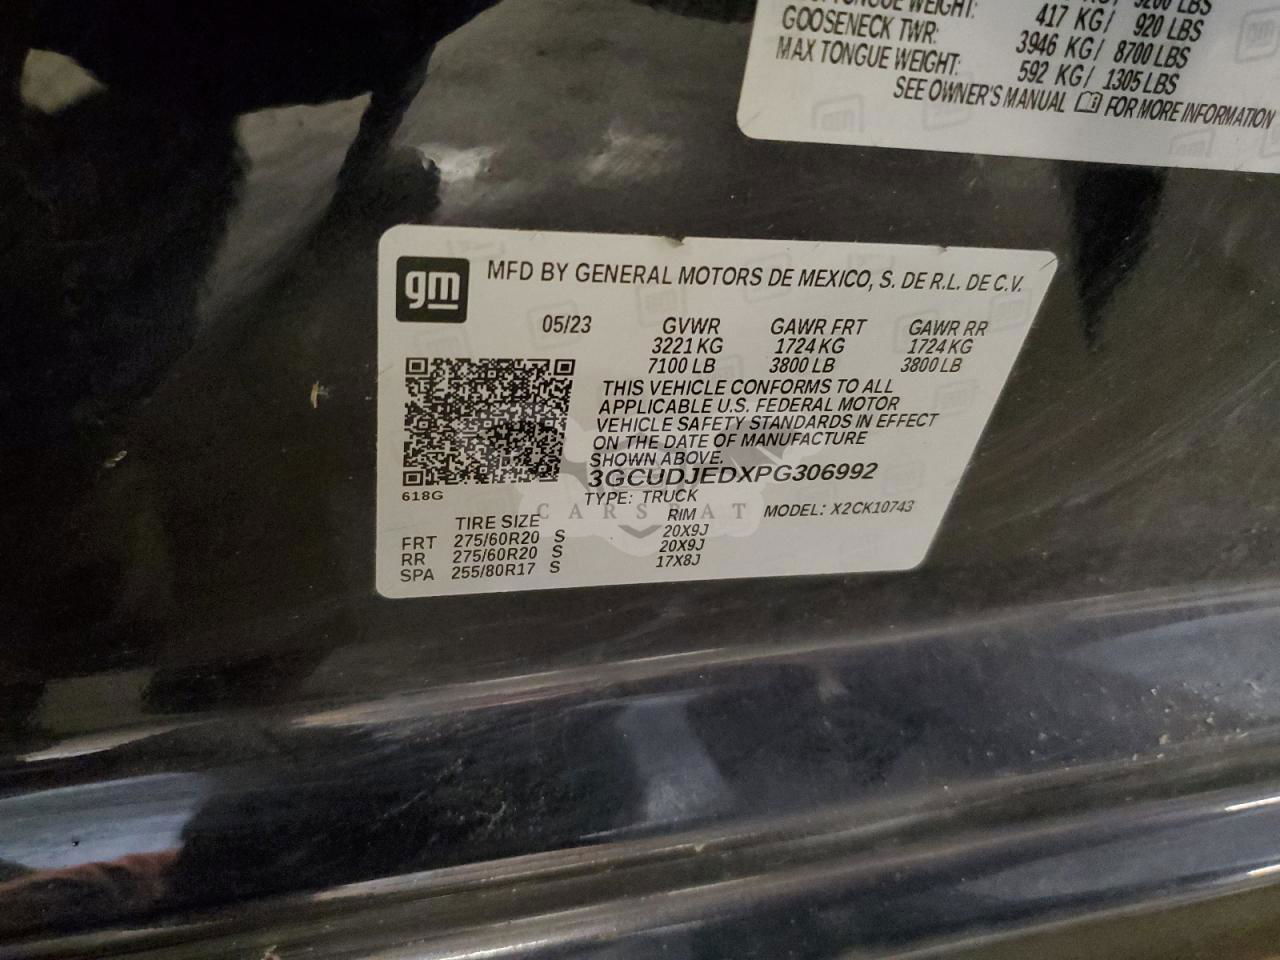 TONGUE WEIGHT: 417 KG/ 920 LBS
GOOSENECK TWR: 3946 KG/ 8700 LBS
MAX TONGUE WEIGHT: 592 KG/ 1305 LBS
SEE OWNER'S MANUAL FOR MORE INFORMATION
gm
MFD BY GENERAL MOTORS DE MEXICO, S. DE R.L. DE C.V.
05/23 GVWR GAWR FRT GAWR RR
3221 KG 1724 KG 1724 KG
7100 LB 3800 LB 3800 LB
THIS VEHICLE CONFORMS TO ALL
APPLICABLE U.S. FEDERAL MOTOR
VEHICLE SAFETY STANDARDS IN EFFECT
ON THE DATE OF MANUFACTURE
SHOWN ABOVE.
3GCUDJEDXPG306992
618G
TYPE: TRUCK MODEL: X2CK10743
CARSTAT
TIRE SIZE RIM
FRT 275/60R20 S 20X9J
RR 275/60R20 S 20X9J
SPA 255/80R17 S 17X8J